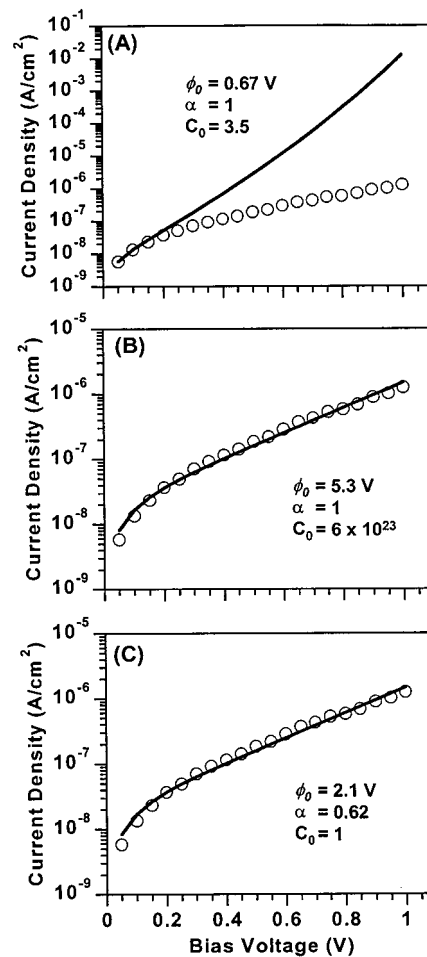 (A)
10⁻¹
10⁻²
10⁻³
10⁻⁴
10⁻⁵
10⁻⁶
10⁻⁷
10⁻⁸
10⁻⁹
Current Density (A/cm²)
ϕ₀ = 0.67 V
α = 1
C₀ = 3.5
(B)
10⁻⁵
10⁻⁶
10⁻⁷
10⁻⁸
10⁻⁹
Current Density (A/cm²)
ϕ₀ = 5.3 V
α = 1
C₀ = 6 x 10²³
(C)
10⁻⁵
10⁻⁶
10⁻⁷
10⁻⁸
10⁻⁹
Current Density (A/cm²)
ϕ₀ = 2.1 V
α = 0.62
C₀ = 1
0 0.2 0.4 0.6 0.8 1
Bias Voltage (V)